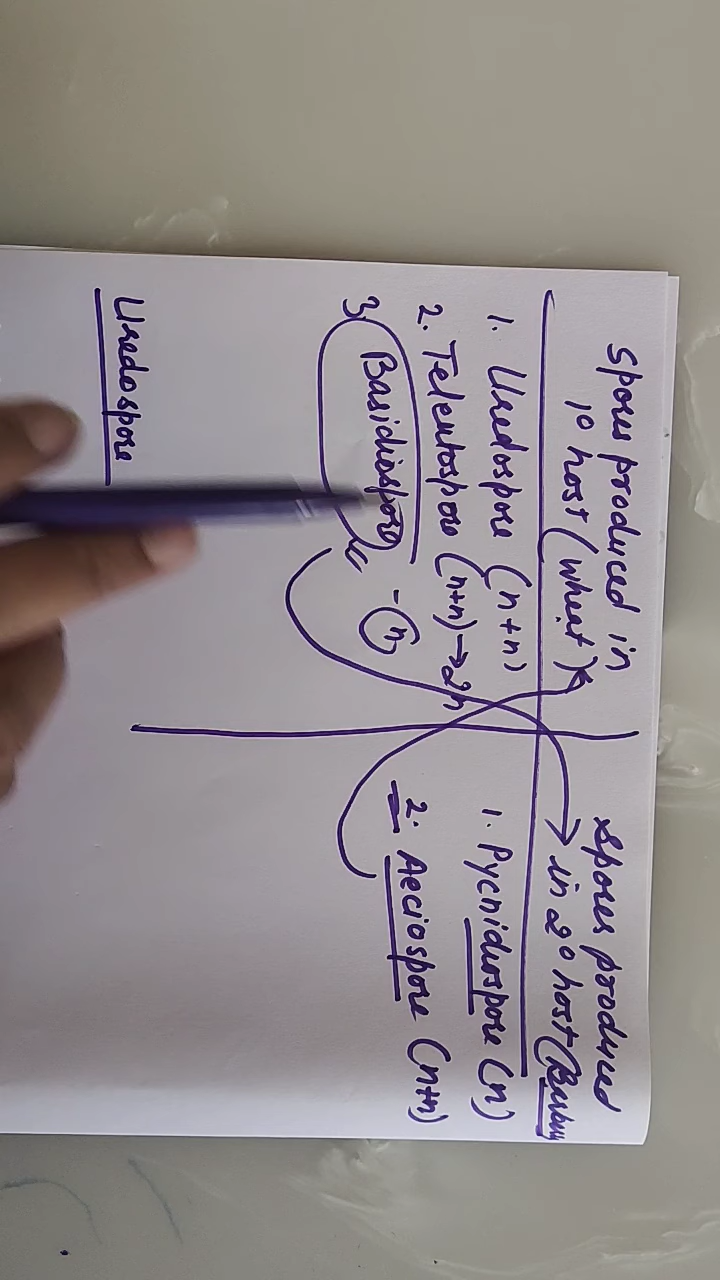 Spores produced in
1° host (wheat)
1. Uredospore (n+n)
2. Teleutospore (n+n) → 2n
3. Basidiospore - n
Spores produced
in 2° host (
1. Pycnidiospore (n)
2. Aeciospore (n+n)
Uredospore